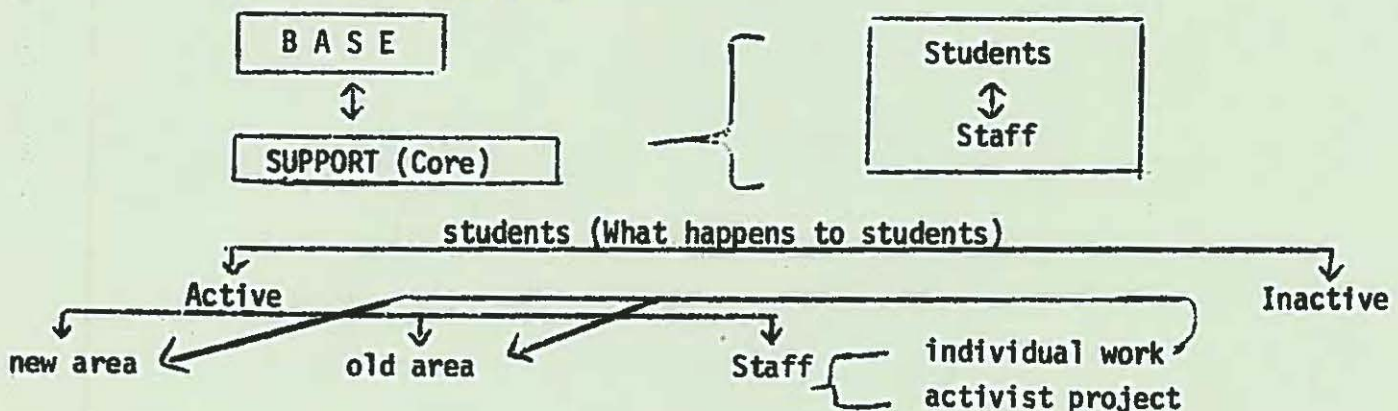 B A S E
Students
Staff
SUPPORT (Core)
students (What happens to students)
Active
Inactive
new area
old area
Staff
individual work
activist project